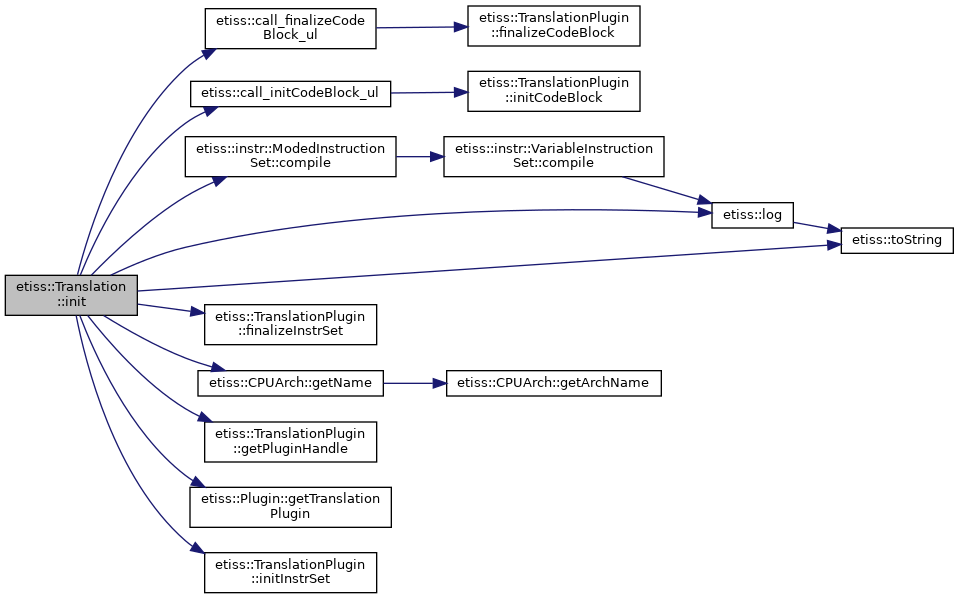 etiss::call_finalizeCode
Block_ul
etiss::TranslationPlugin
::finalizeCodeBlock
etiss::call_initCodeBlock_ul
etiss::TranslationPlugin
::initCodeBlock
etiss::instr::ModedInstruction
Set::compile
etiss::instr::VariableInstruction
Set::compile
etiss::log
etiss::toString
etiss::Translation
::init
etiss::TranslationPlugin
::finalizeInstrSet
etiss::CPUArch::getName
etiss::CPUArch::getArchName
etiss::TranslationPlugin
::getPluginHandle
etiss::Plugin::getTranslation
Plugin
etiss::TranslationPlugin
::initInstrSet